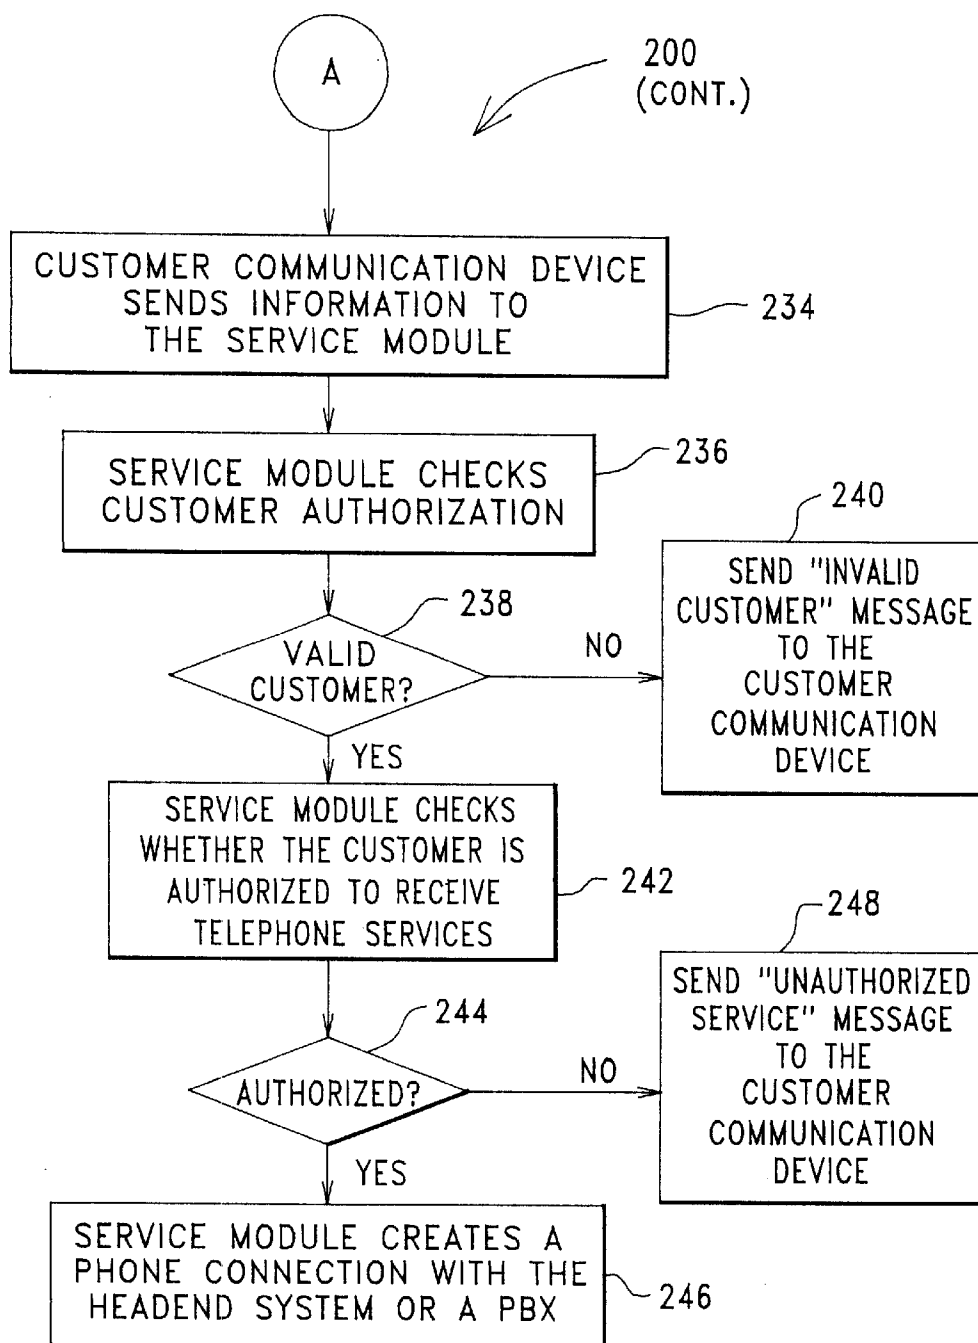 A
200
(CONT.)
CUSTOMER COMMUNICATION DEVICE
SENDS INFORMATION TO
THE SERVICE MODULE
234
SERVICE MODULE CHECKS
CUSTOMER AUTHORIZATION
236
VALID
CUSTOMER?
238
NO
240
SEND "INVALID
CUSTOMER" MESSAGE
TO THE
CUSTOMER
COMMUNICATION
DEVICE
YES
SERVICE MODULE CHECKS
WHETHER THE CUSTOMER IS
AUTHORIZED TO RECEIVE
TELEPHONE SERVICES
242
AUTHORIZED?
244
NO
248
SEND "UNAUTHORIZED
SERVICE" MESSAGE
TO THE
CUSTOMER
COMMUNICATION
DEVICE
YES
SERVICE MODULE CREATES A
PHONE CONNECTION WITH THE
HEADEND SYSTEM OR A PBX
246